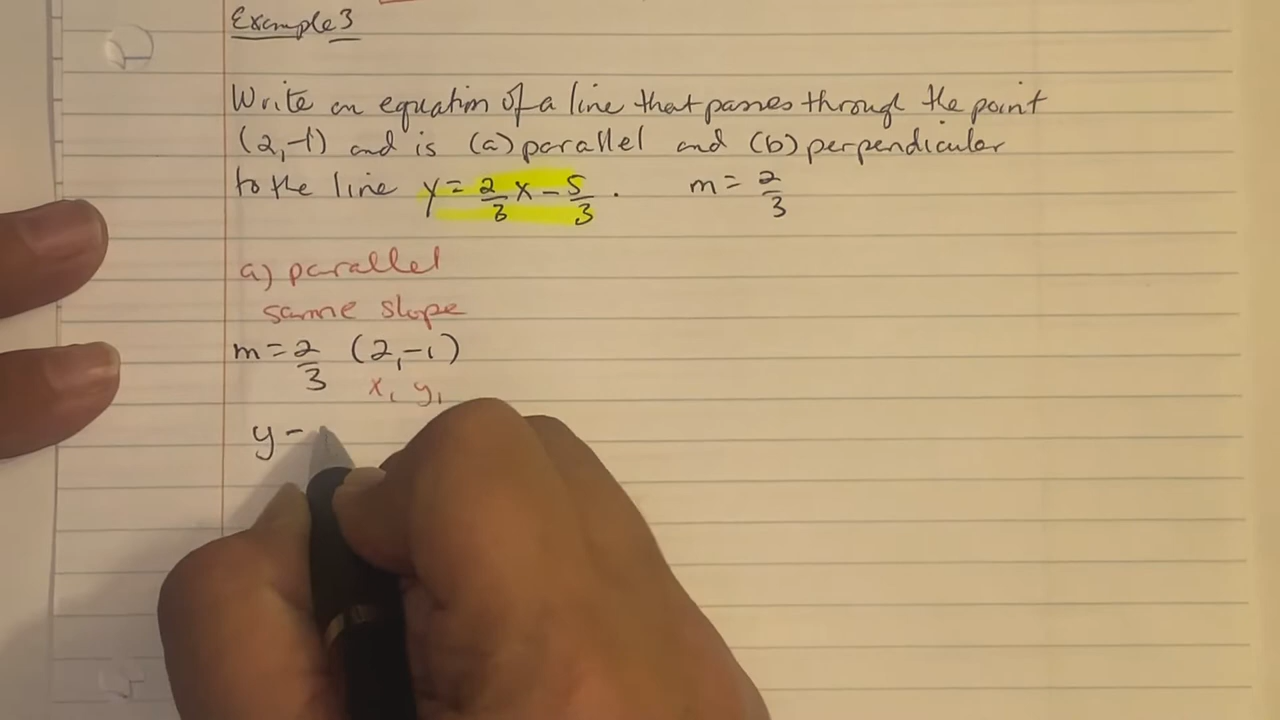 Example 3
Write an equation of a line that passes through the point
(2,-1) and is (a) parallel and (b) perpendicular
to the line y = 2/3 x - 5/3 . m = 2/3
a) parallel
same slope
m = 2/3 (2,-1)
x₁ y₁
y -